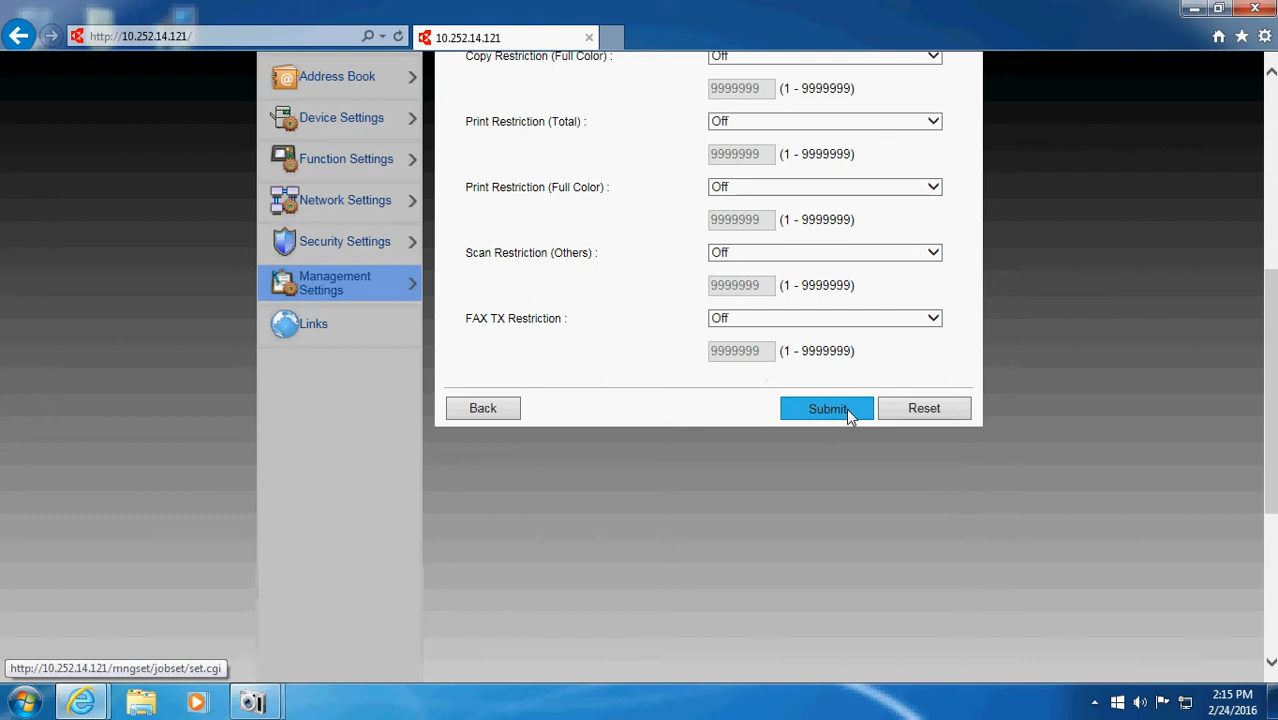 http://10.252.14.121/
10.252.14.121
Address Book
Device Settings
Function Settings
Network Settings
Security Settings
Management
Settings
Links
Copy Restriction (Full Color) :
Off
9999999
(1 - 9999999)
Print Restriction (Total) :
Off
9999999
(1 - 9999999)
Print Restriction (Full Color) :
Off
9999999
(1 - 9999999)
Scan Restriction (Others) :
Off
9999999
(1 - 9999999)
FAX TX Restriction :
Off
9999999
(1 - 9999999)
Back
Submit
Reset
http://10.252.14.121/mngset/jobset/set.cgi
2:15 PM
2/24/2016